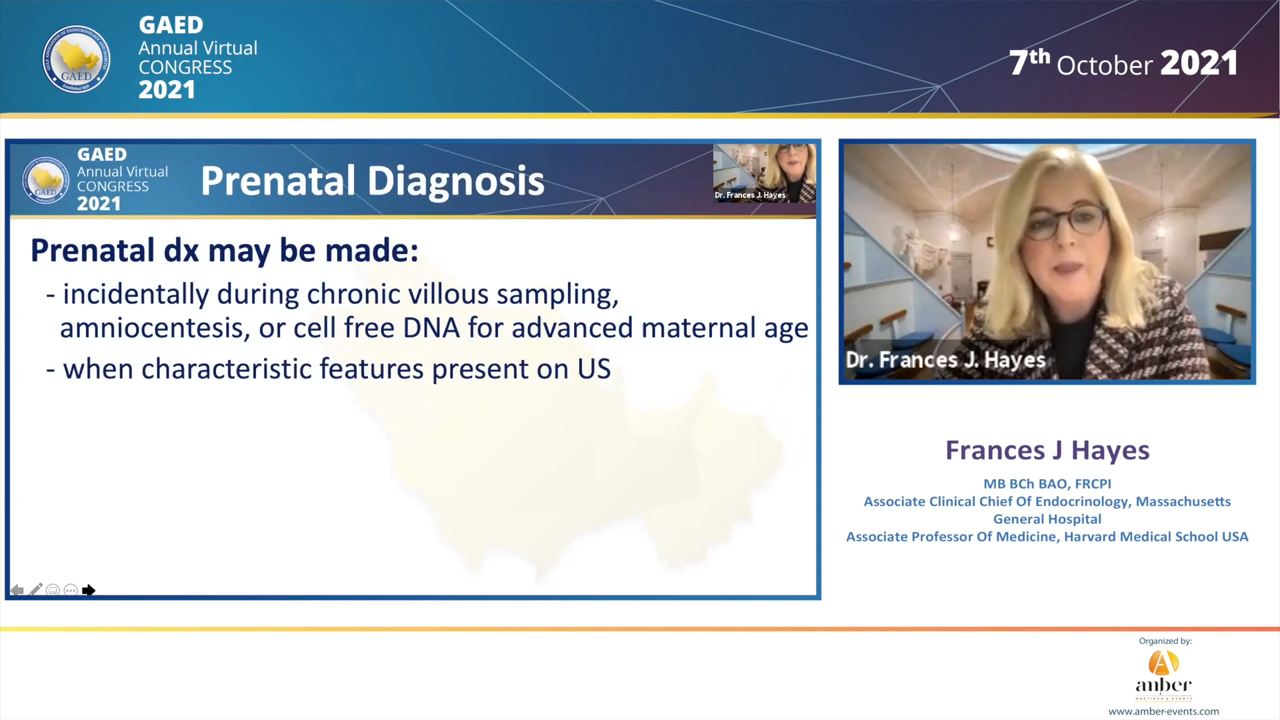 GAED
Annual Virtual
CONGRESS
2021
7th October 2021
GAED
GAED
Annual Virtual
CONGRESS
2021
Prenatal Diagnosis
Dr. Frances J. Hayes
Prenatal dx may be made:
- incidentally during chronic villous sampling,
amniocentesis, or cell free DNA for advanced maternal age
- when characteristic features present on US
Dr. Frances J. Hayes
Frances J Hayes
MB BCh BAO, FRCPI
Associate Clinical Chief Of Endocrinology, Massachusetts
General Hospital
Associate Professor Of Medicine, Harvard Medical School USA
Organized by:
anber
www.amber-events.com